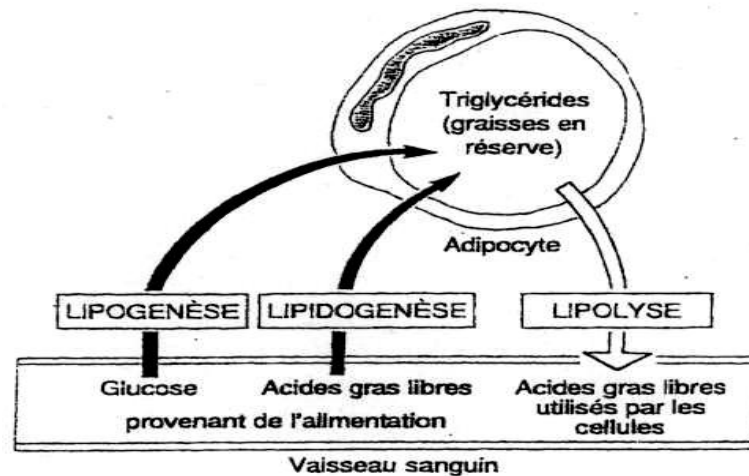 Triglycérides
(graisses en
réserve)
Adipocyte
LIPOGENÈSE
LIPIDOGENÈSE
LIPOLYSE
Glucose
Acides gras libres
provenant de l'alimentation
Acides gras libres
utilisés par les
cellules
Vaisseau sanguin